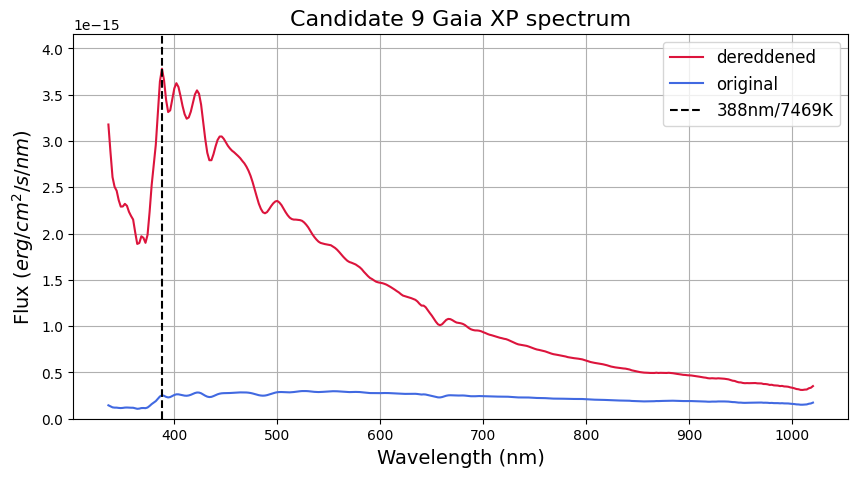 Candidate 9 Gaia XP spectrum
1e−15
dereddened
original
388nm/7469K
4.0
3.5
3.0
2.5
2.0
1.5
1.0
0.5
0.0
Flux (erg/cm²/s/nm)
400 500 600 700 800 900 1000
Wavelength (nm)